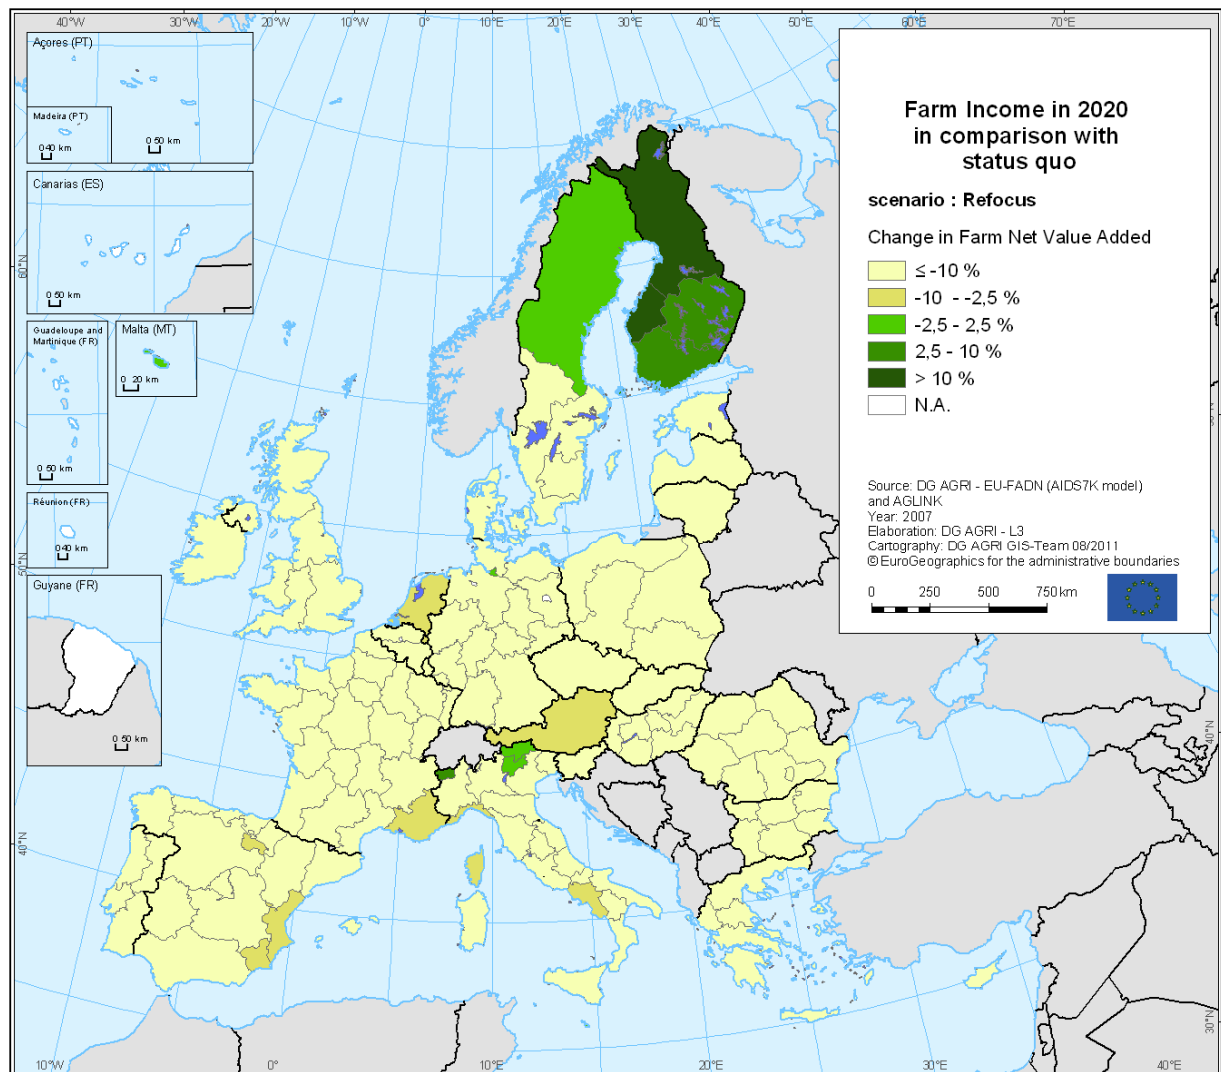 40°W
30°W
20°W
10°W
0°
10°E
20°E
30°E
40°E
50°E
60°E
70°E
Açores (PT)
Madeira (PT)
0 40 km
0 50 km
Canarias (ES)
0 50 km
Guadeloupe and
Martinique (FR)
0 50 km
Malta (MT)
0 20 km
Réunion (FR)
0 40 km
Guyane (FR)
0 50 km
60°N
50°N
40°N
Farm Income in 2020
in comparison with
status quo
scenario : Refocus
Change in Farm Net Value Added
≤ -10 %
-10 - -2,5 %
-2,5 - 2,5 %
2,5 - 10 %
> 10 %
N.A.
Source: DG AGRI - EU-FADN (AIDS7K model)
and AGLINK
Year: 2007
Elaboration: DG AGRI - L3
Cartography: DG AGRI GIS-Team 08/2011
© EuroGeographics for the administrative boundaries
0 250 500 750 km
40°N
30°N
10°W
0°
10°E
20°E
30°E
40°E